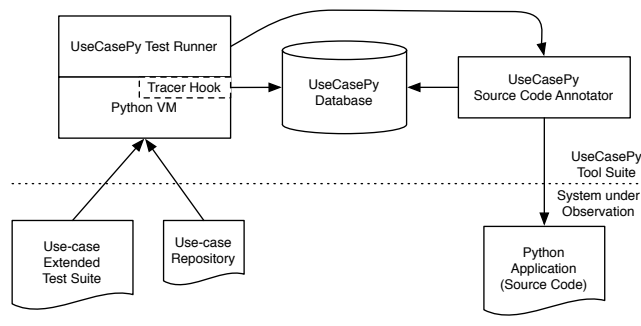 UseCasePy Test Runner
Tracer Hook
Python VM
UseCasePy
Database
UseCasePy
Source Code Annotator
UseCasePy
Tool Suite
System under
Observation
Use-case
Extended
Test Suite
Use-case
Repository
Python
Application
(Source Code)